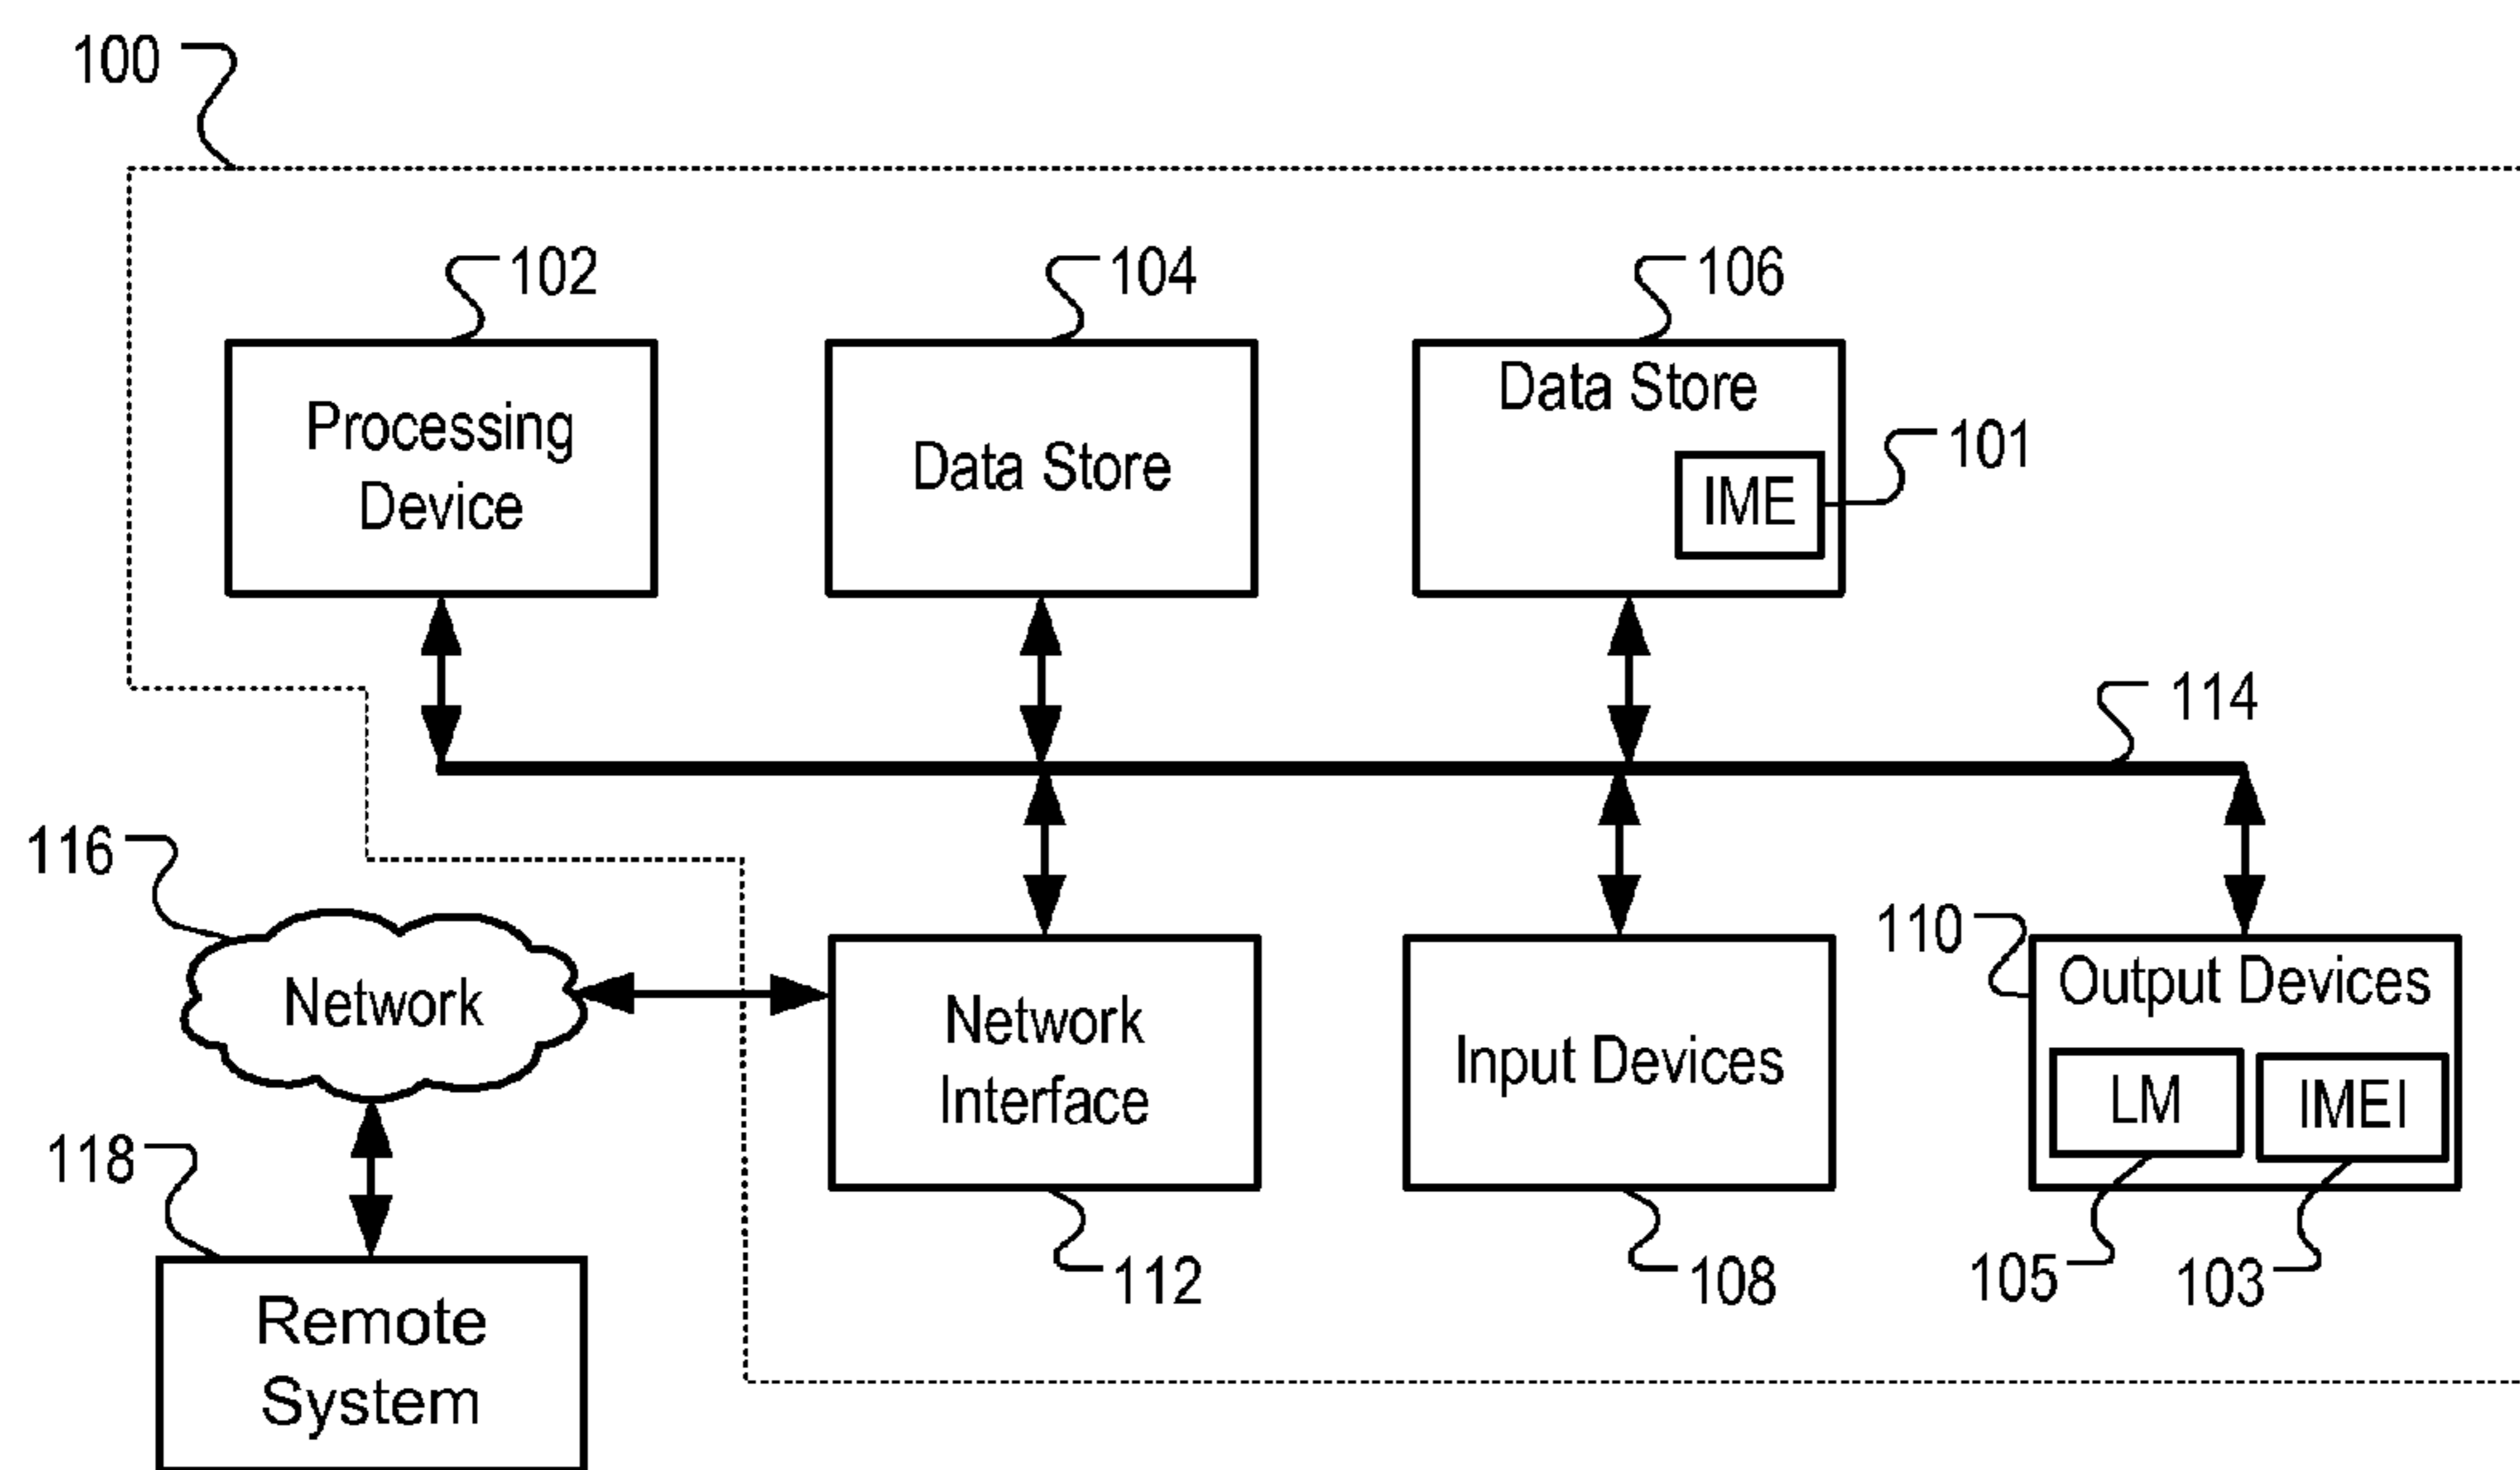 100
102
104
106
Processing
Device
Data Store
Data Store
IME
101
114
116
Network
Network
Interface
Input Devices
110
Output Devices
LM
IMEI
118
112
108
105
103
Remote
System